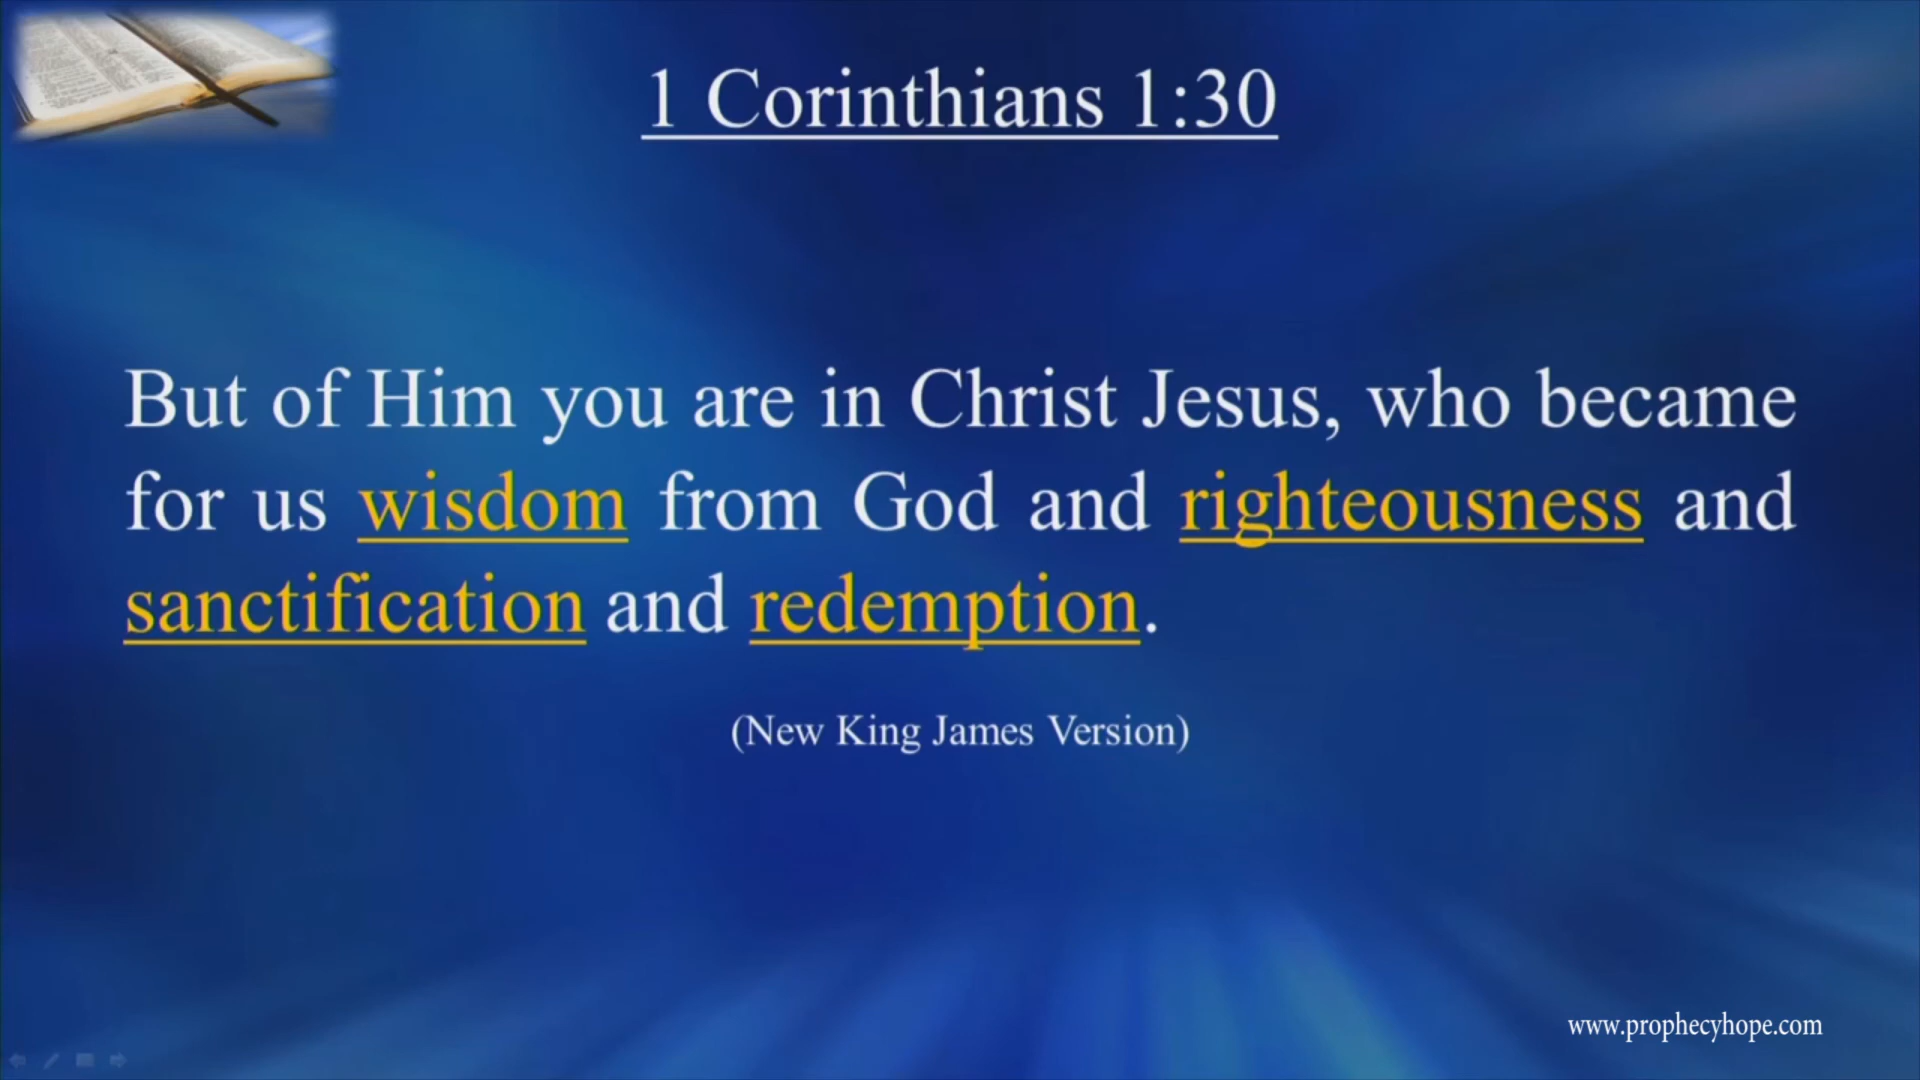 1 Corinthians 1:30
But of Him you are in Christ Jesus, who became
for us wisdom from God and righteousness and
sanctification and redemption.
(New King James Version)
www.prophecyhope.com